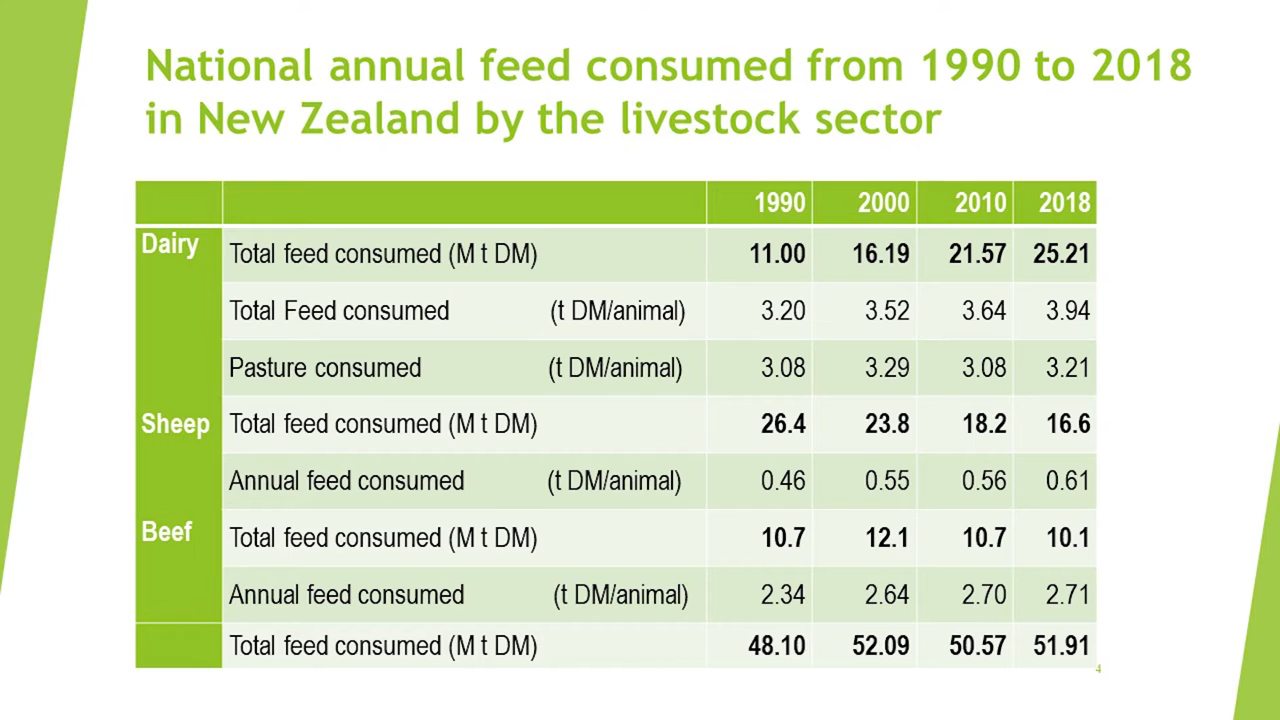 National annual feed consumed from 1990 to 2018
in New Zealand by the livestock sector
1990 2000 2010 2018
Dairy Total feed consumed (M t DM) 11.00 16.19 21.57 25.21
Total Feed consumed (t DM/animal) 3.20 3.52 3.64 3.94
Pasture consumed (t DM/animal) 3.08 3.29 3.08 3.21
Sheep Total feed consumed (M t DM) 26.4 23.8 18.2 16.6
Annual feed consumed (t DM/animal) 0.46 0.55 0.56 0.61
Beef Total feed consumed (M t DM) 10.7 12.1 10.7 10.1
Annual feed consumed (t DM/animal) 2.34 2.64 2.70 2.71
Total feed consumed (M t DM) 48.10 52.09 50.57 51.91
4